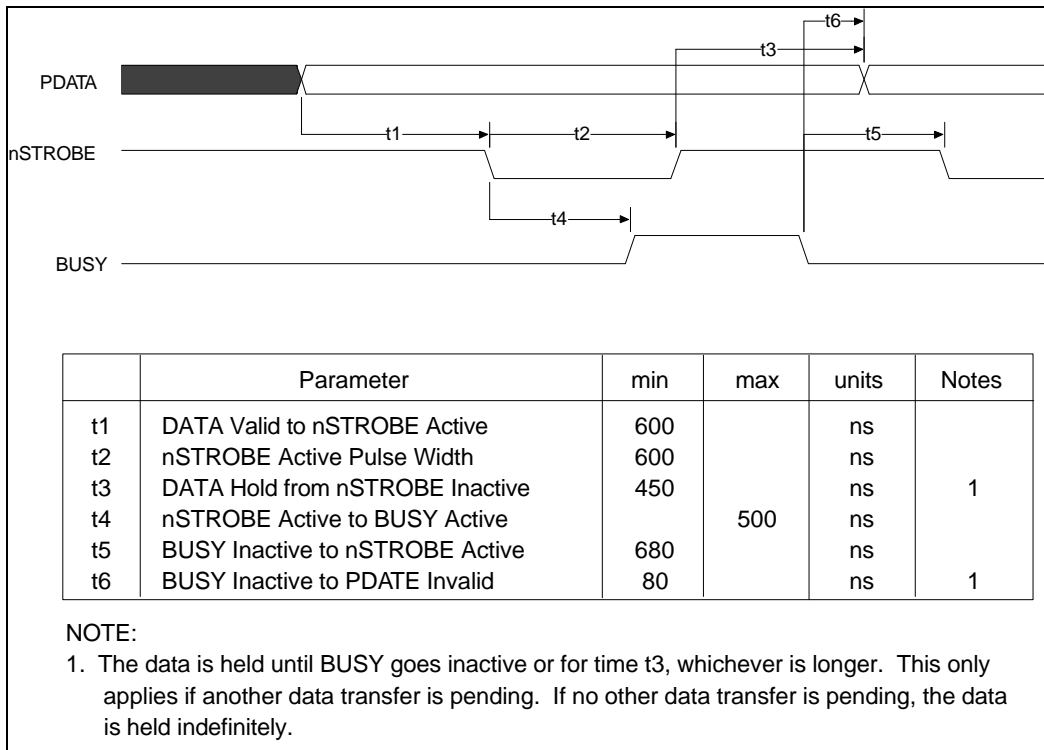 t6
t3
PDATA
t1 t2 t5
nSTROBE
t4
BUSY
Parameter min max units Notes
t1 DATA Valid to nSTROBE Active 600 ns
t2 nSTROBE Active Pulse Width 600 ns
t3 DATA Hold from nSTROBE Inactive 450 ns 1
t4 nSTROBE Active to BUSY Active 500 ns
t5 BUSY Inactive to nSTROBE Active 680 ns
t6 BUSY Inactive to PDATE Invalid 80 ns 1
NOTE:
1. The data is held until BUSY goes inactive or for time t3, whichever is longer. This only
applies if another data transfer is pending. If no other data transfer is pending, the data
is held indefinitely.